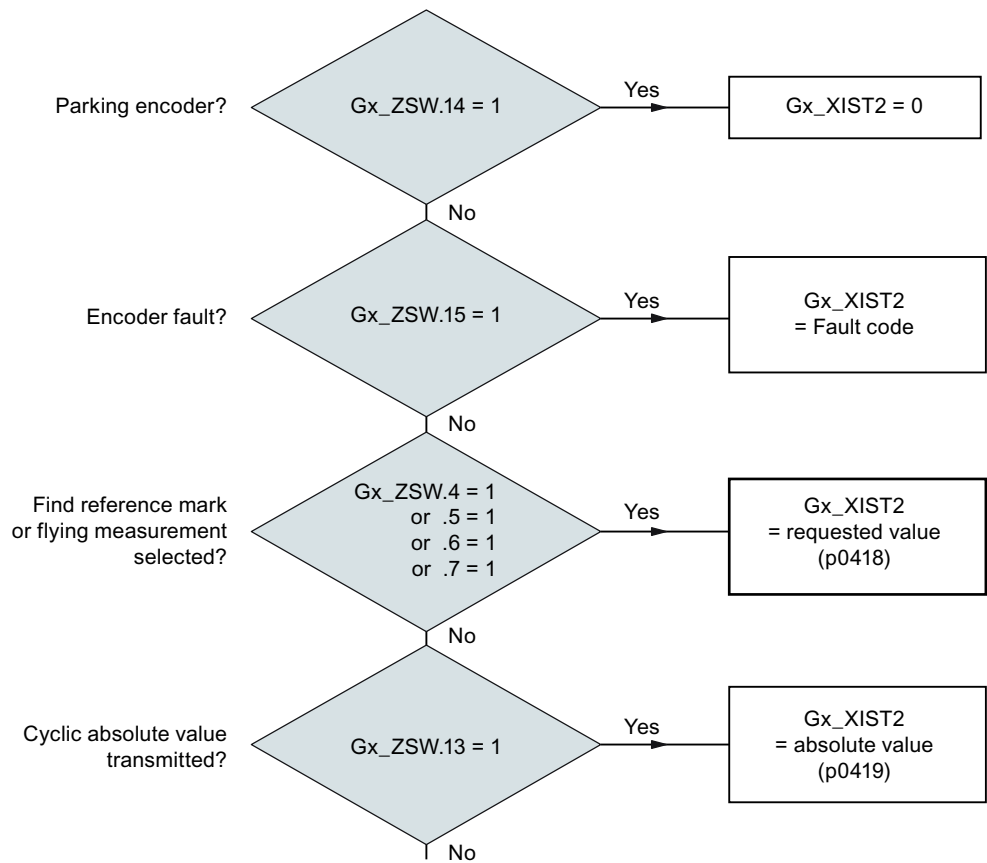 Parking encoder?
Gx_ZSW.14 = 1
Yes
Gx_XIST2 = 0
No
Encoder fault?
Gx_ZSW.15 = 1
Yes
Gx_XIST2
= Fault code
No
Find reference mark
or flying measurement
selected?
Gx_ZSW.4 = 1
or .5 = 1
or .6 = 1
or .7 = 1
Yes
Gx_XIST2
= requested value
(p0418)
No
Cyclic absolute value
transmitted?
Gx_ZSW.13 = 1
Yes
Gx_XIST2
= absolute value
(p0419)
No